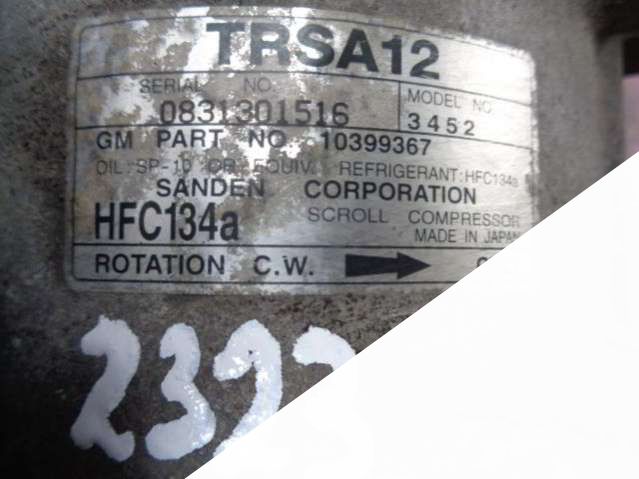 TRSA12
SERIAL NO.
MODEL NO.
0831301516
3452
GM PART NO. 10399367
OIL: SP-10 OR EQUIV. REFRIGERANT: HFC134a
SANDEN CORPORATION
HFC134a
SCROLL COMPRESSOR
MADE IN JAPAN
ROTATION C.W.
239